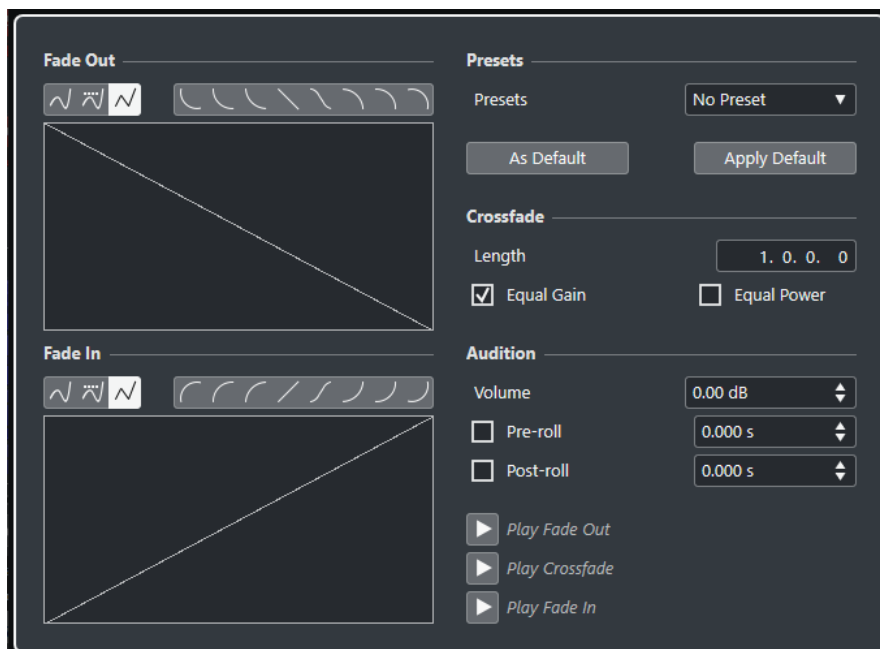 Fade Out
Fade In
Presets
Presets No Preset
As Default Apply Default
Crossfade
Length 1. 0. 0. 0
Equal Gain Equal Power
Audition
Volume 0.00 dB
Pre-roll 0.000 s
Post-roll 0.000 s
Play Fade Out
Play Crossfade
Play Fade In